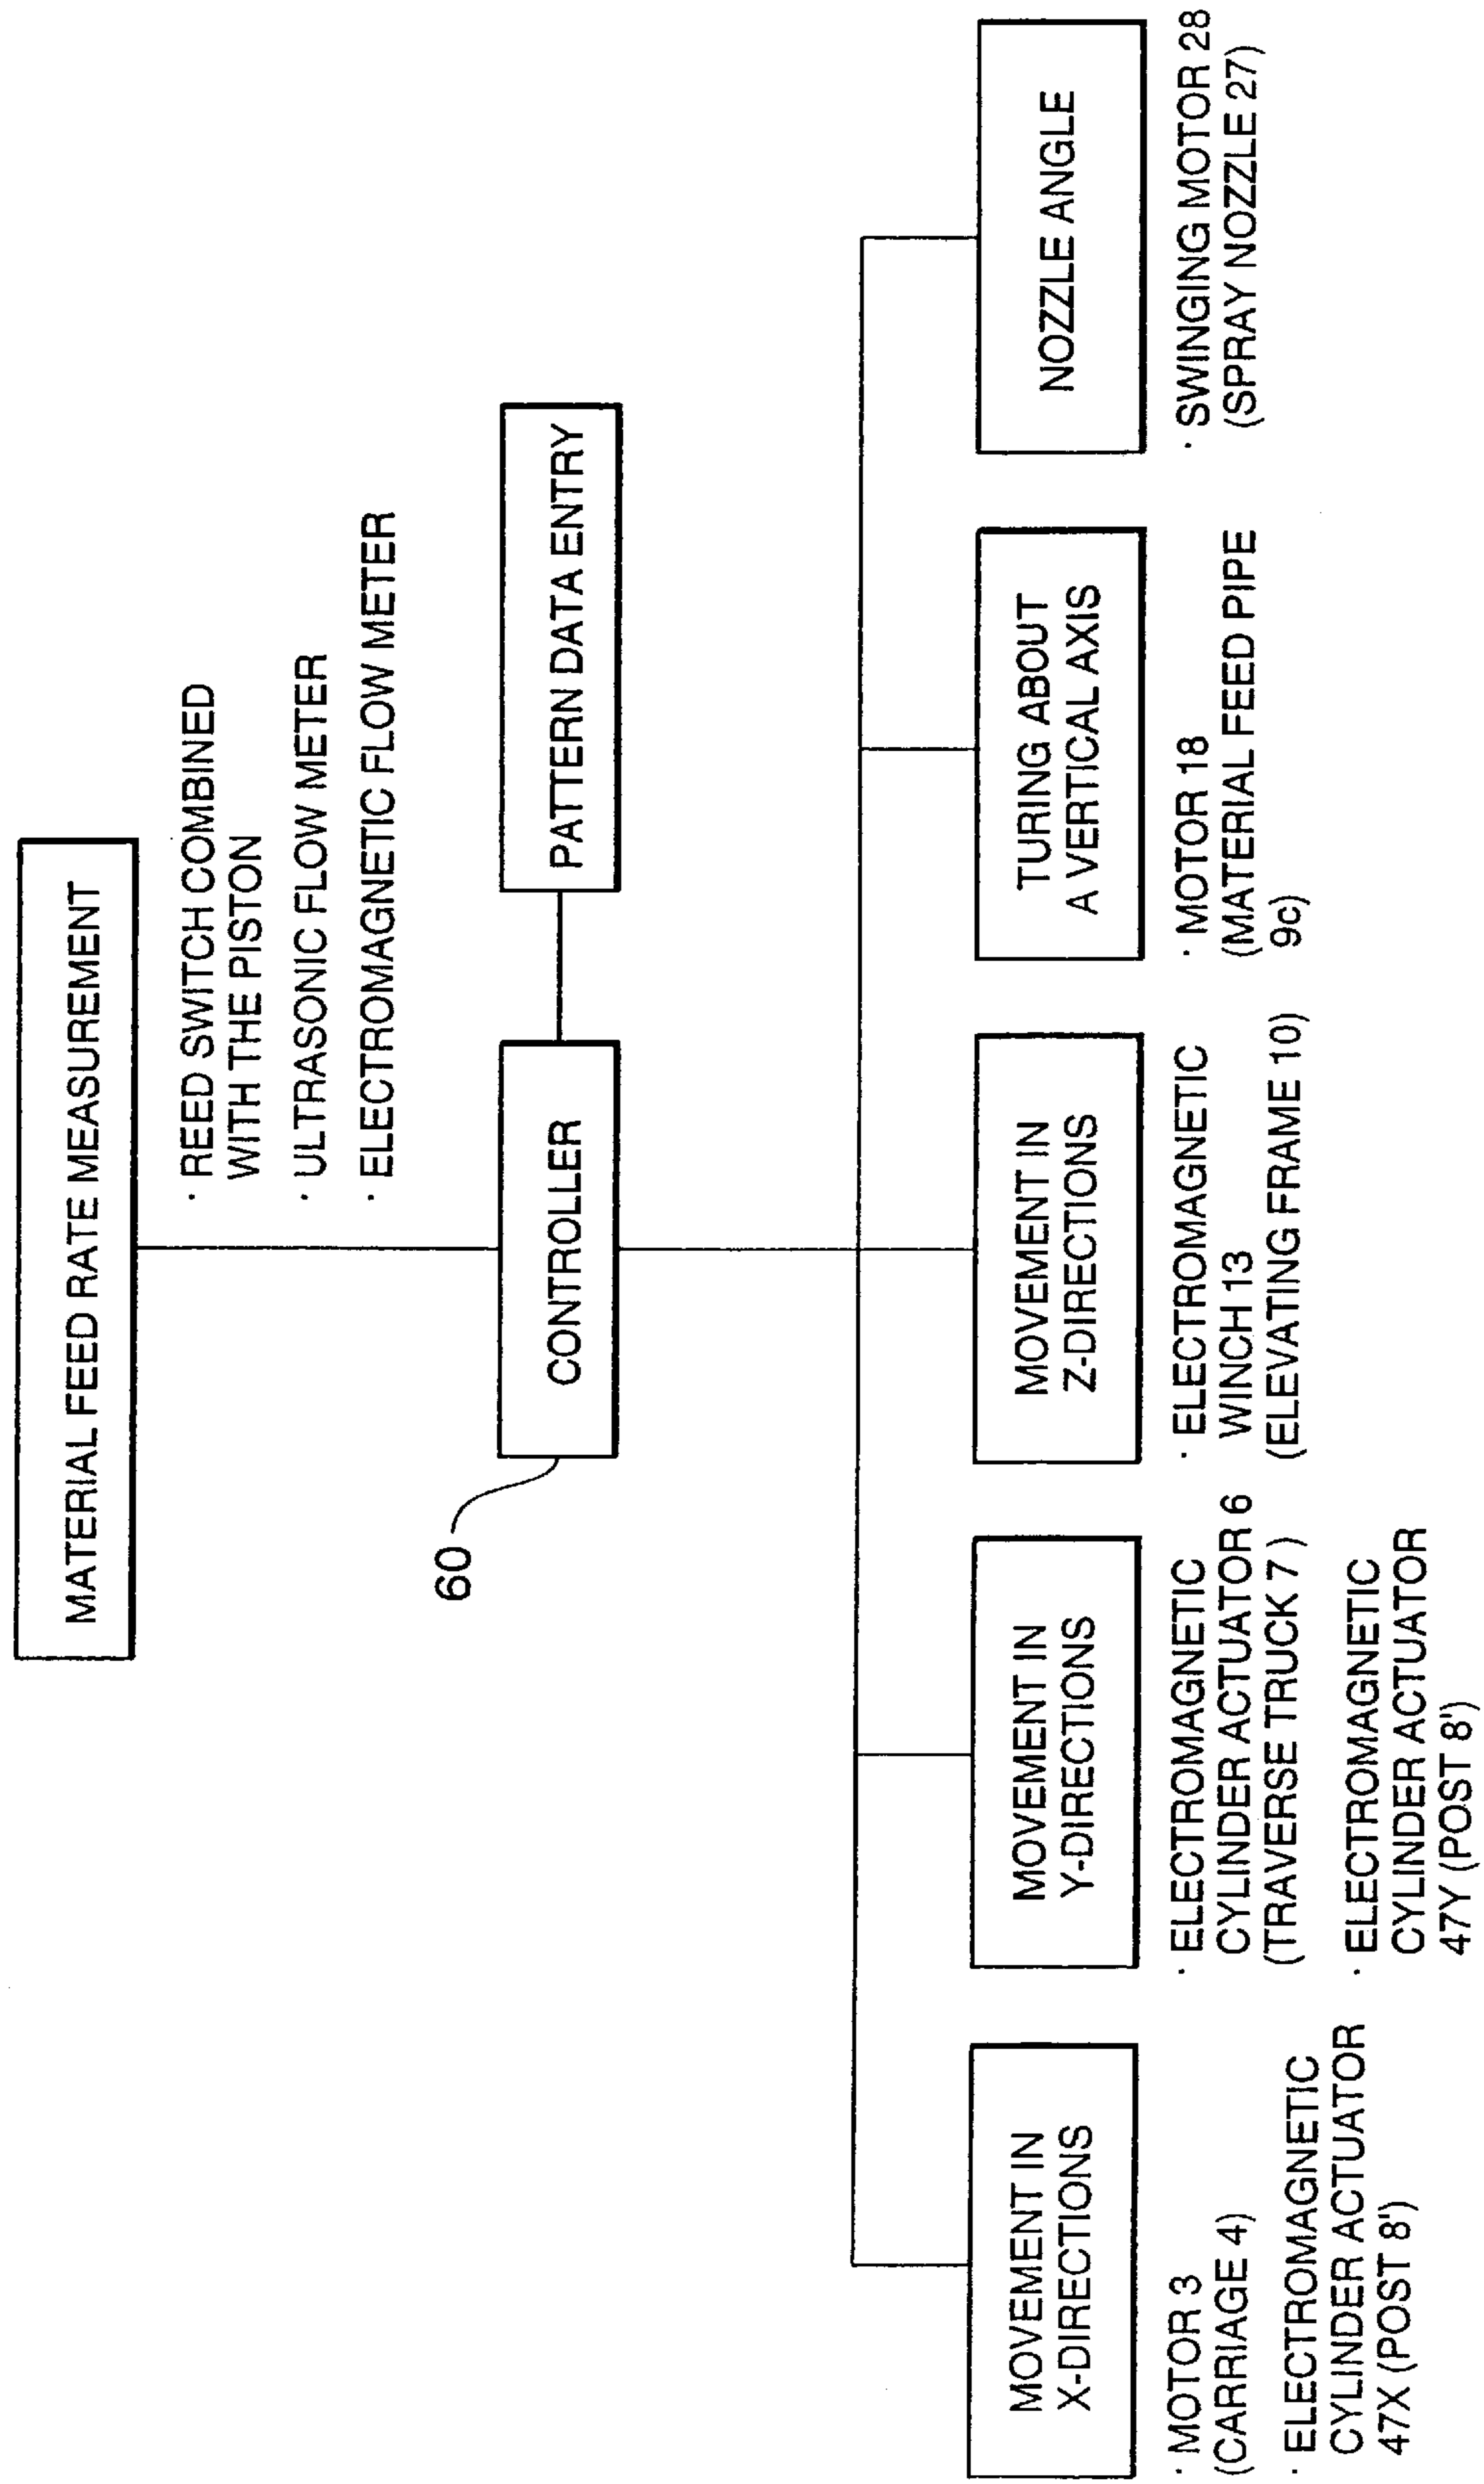 MATERIAL FEED RATE MEASUREMENT
· REED SWITCH COMBINED
WITH THE PISTON
· ULTRASONIC FLOW METER
· ELECTROMAGNETIC FLOW METER
60
CONTROLLER
PATTERN DATA ENTRY
MOVEMENT IN
X-DIRECTIONS
· MOTOR 3
(CARRIAGE 4)
· ELECTROMAGNETIC
CYLINDER ACTUATOR
47X (POST 8')
MOVEMENT IN
Y-DIRECTIONS
· ELECTROMAGNETIC
CYLINDER ACTUATOR 6
(TRAVERSE TRUCK 7 )
· ELECTROMAGNETIC
CYLINDER ACTUATOR
47Y (POST 8')
MOVEMENT IN
Z-DIRECTIONS
· ELECTROMAGNETIC
WINCH 13
(ELEVATING FRAME 10)
TURING ABOUT
A VERTICAL AXIS
· MOTOR 18
(MATERIAL FEED PIPE
9c)
NOZZLE ANGLE
· SWINGING MOTOR 28
(SPRAY NOZZLE 27)